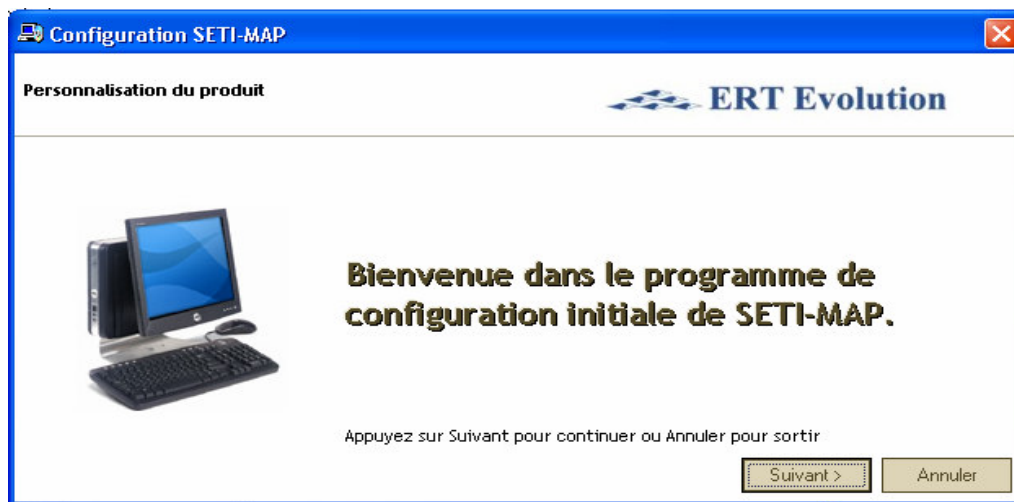 Configuration SETI-MAP
Personnalisation du produit
ERT Evolution
Bienvenue dans le programme de
configuration initiale de SETI-MAP.
Appuyez sur Suivant pour continuer ou Annuler pour sortir
Suivant >
Annuler